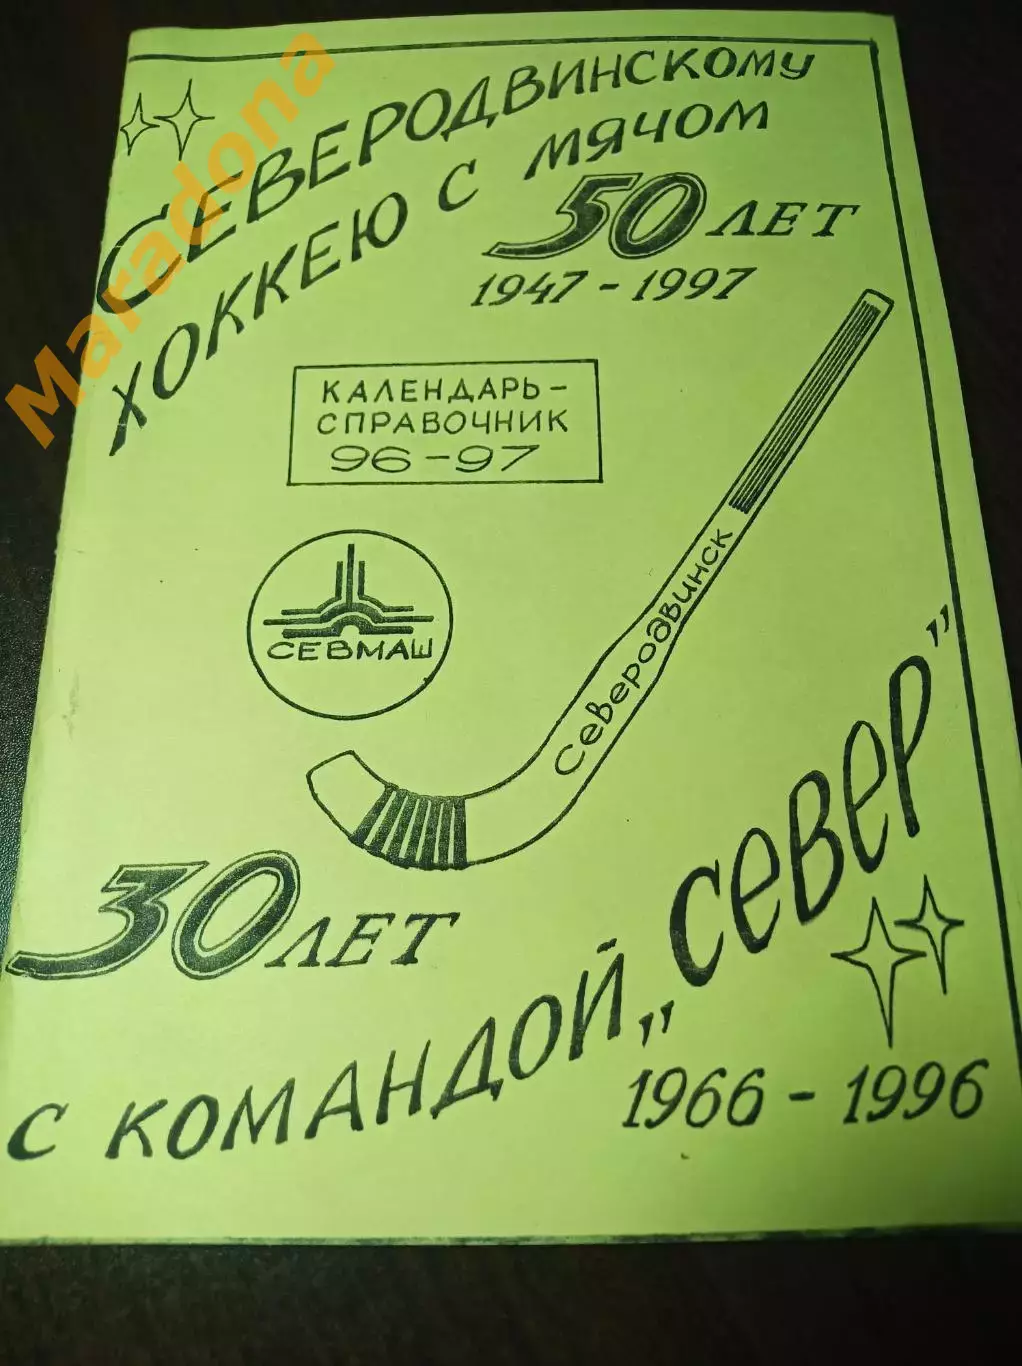 Северодвинскому
хоккею с мячом
50 лет
1947-1997
КАЛЕНДАРЬ-
СПРАВОЧНИК
96-97
СЕВМАШ
Северодвинск
30 лет
с командой „Север”
1966-1996
Maradona